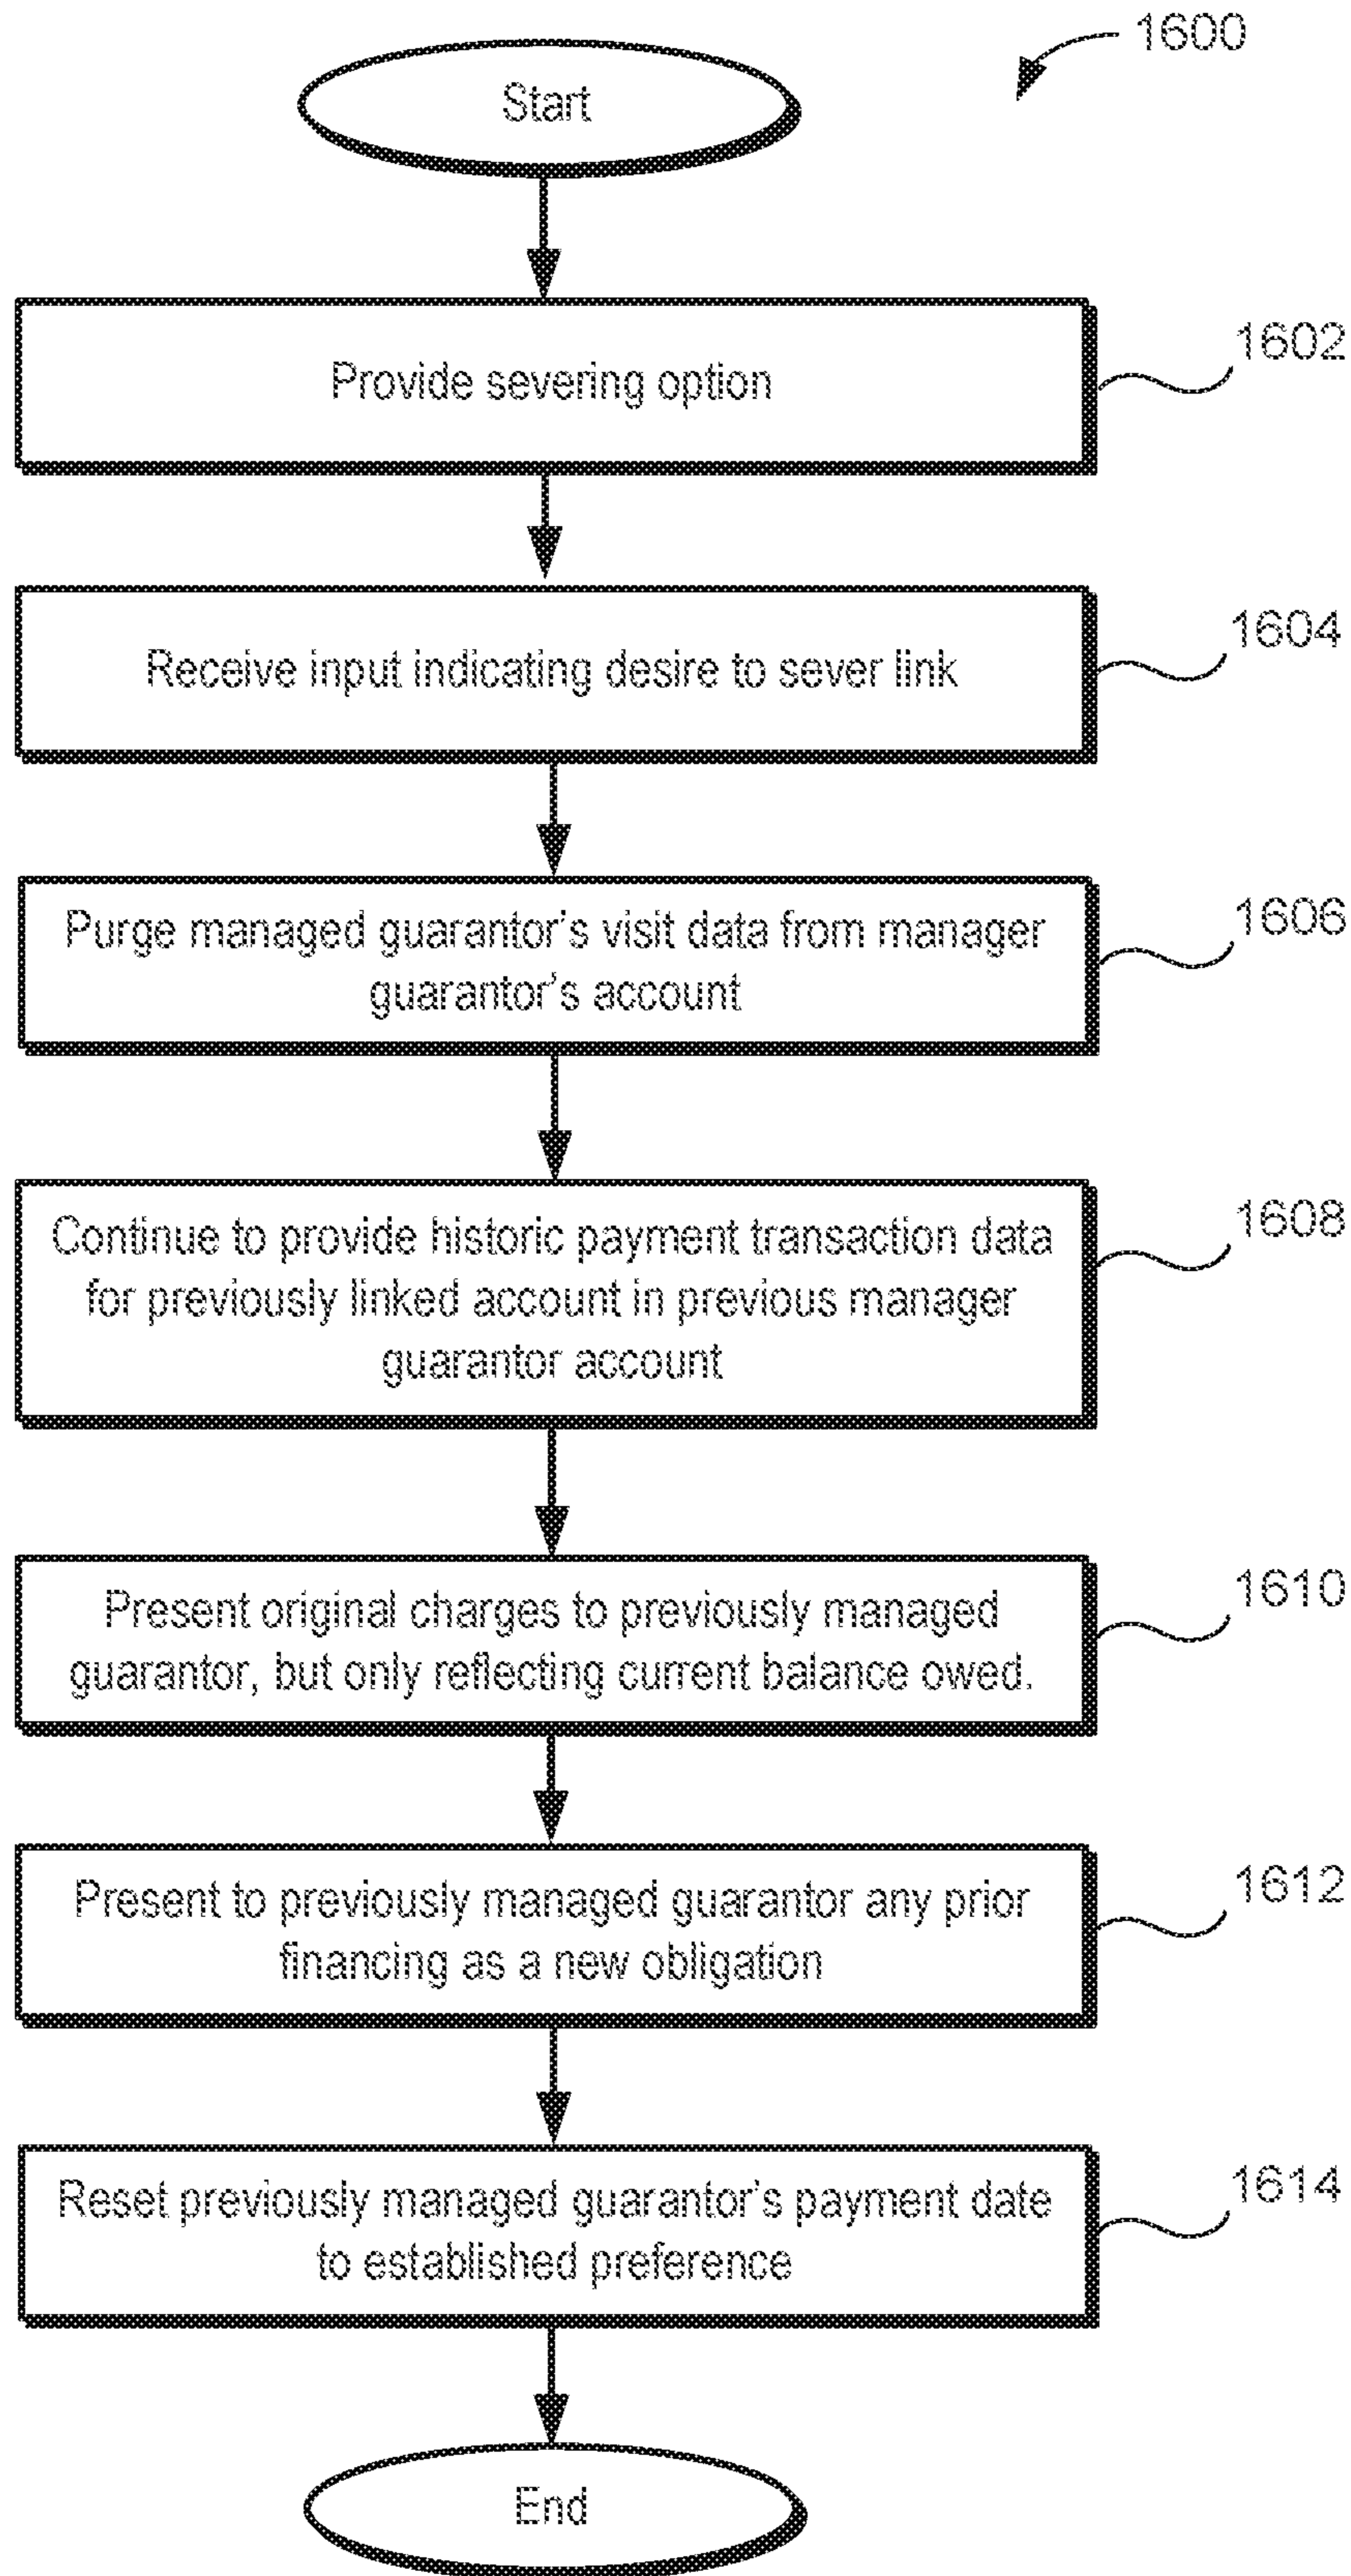 1600
Start
Provide severing option
1602
Receive input indicating desire to sever link
1604
Purge managed guarantor’s visit data from manager
guarantor’s account
1606
Continue to provide historic payment transaction data
for previously linked account in previous manager
guarantor account
1608
Present original charges to previously managed
guarantor, but only reflecting current balance owed.
1610
Present to previously managed guarantor any prior
financing as a new obligation
1612
Reset previously managed guarantor’s payment date
to established preference
1614
End